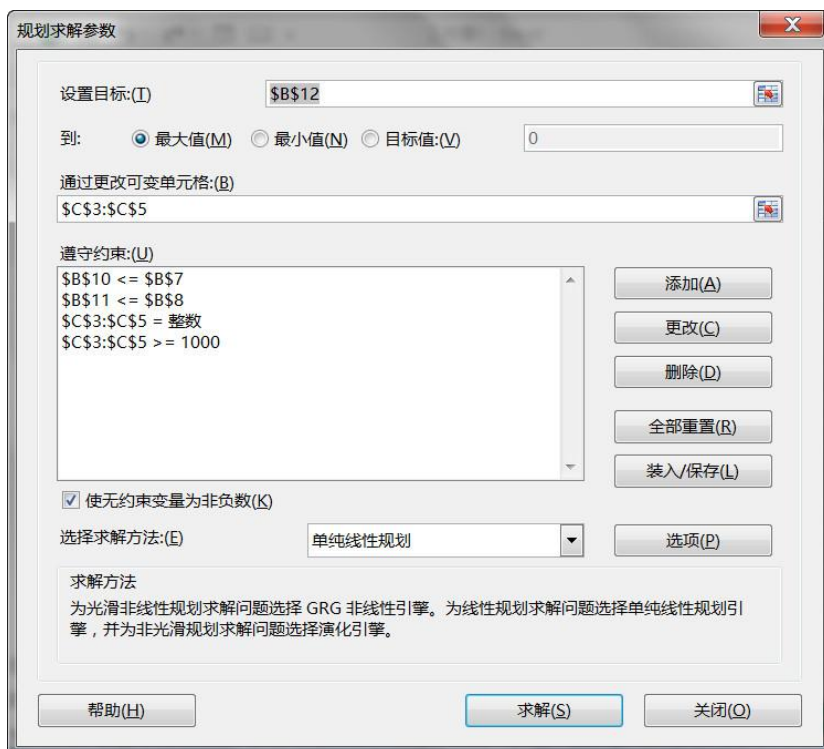 规划求解参数
设置目标:(T) $B$12
到: 最大值(M) 最小值(N) 目标值:(V) 0
通过更改可变单元格:(B)
$C$3:$C$5
遵守约束:(U)
$B$10 <= $B$7
$B$11 <= $B$8
$C$3:$C$5 = 整数
$C$3:$C$5 >= 1000
添加(A)
更改(C)
删除(D)
全部重置(R)
装入/保存(L)
使无约束变量为非负数(K)
选择求解方法:(E) 单纯线性规划 选项(P)
求解方法
为光滑非线性规划求解问题选择 GRG 非线性引擎。为线性规划求解问题选择单纯线性规划引
擎，并为非光滑规划求解问题选择演化引擎。
帮助(H) 求解(S) 关闭(O)